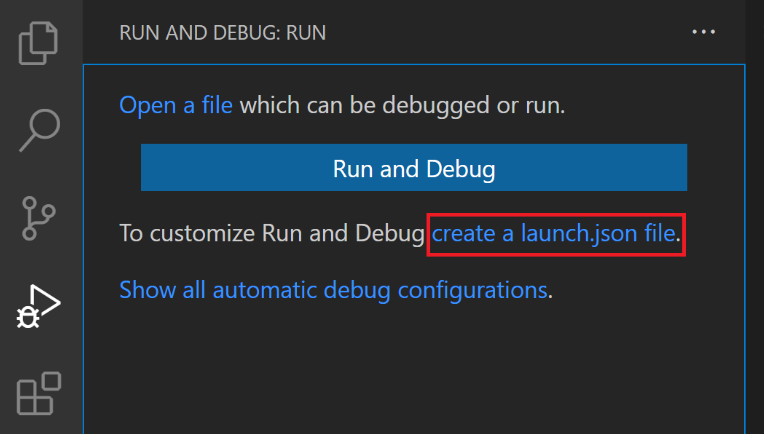 RUN AND DEBUG: RUN
Open a file which can be debugged or run.
Run and Debug
To customize Run and Debug create a launch.json file.
Show all automatic debug configurations.